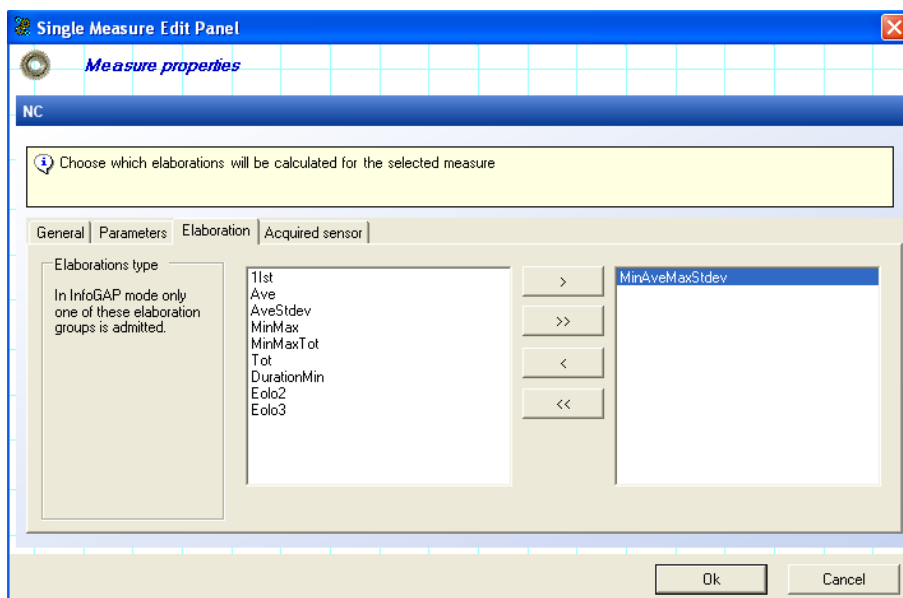 Single Measure Edit Panel
Measure properties
NC
Choose which elaborations will be calculated for the selected measure
General Parameters Elaboration Acquired sensor
Elaborations type
In InfoGAP mode only
one of these elaboration
groups is admitted.
1Ist
Ave
AveStdev
MinMax
MinMaxTot
Tot
DurationMin
Eolo2
Eolo3
>
>>
<
<<
MinAveMaxStdev
Ok Cancel